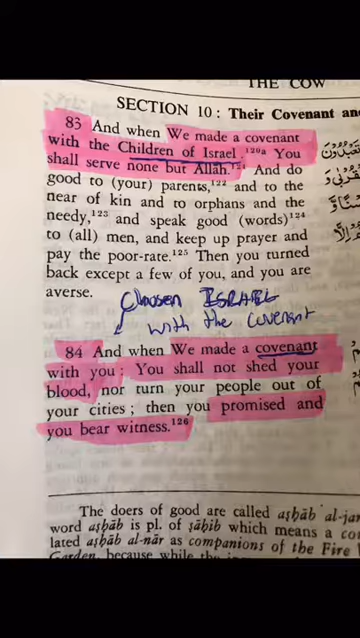 THE COW
SECTION 10 : Their Covenant an
83 And when We made a covenant
with the Children of Israel :¹²⁰ᵃ You
shall serve none but Allāh.¹²¹ And do
good to (your) parents,¹²² and to the
near of kin and to orphans and the
needy,¹²³ and speak good (words)¹²⁴
to (all) men, and keep up prayer and
pay the poor-rate.¹²⁵ Then you turned
back except a few of you, and you are
averse.
Choosen ISRAEL
with the covenant
84 And when We made a covenant
with you : You shall not shed your
blood, nor turn your people out of
your cities ; then you promised and
you bear witness.¹²⁶
The doers of good are called aṣḥāb al-jan
word aṣḥāb is pl. of ṣāḥib which means a co
lated aṣḥāb al-nār as companions of the Fire
Garden, because while the